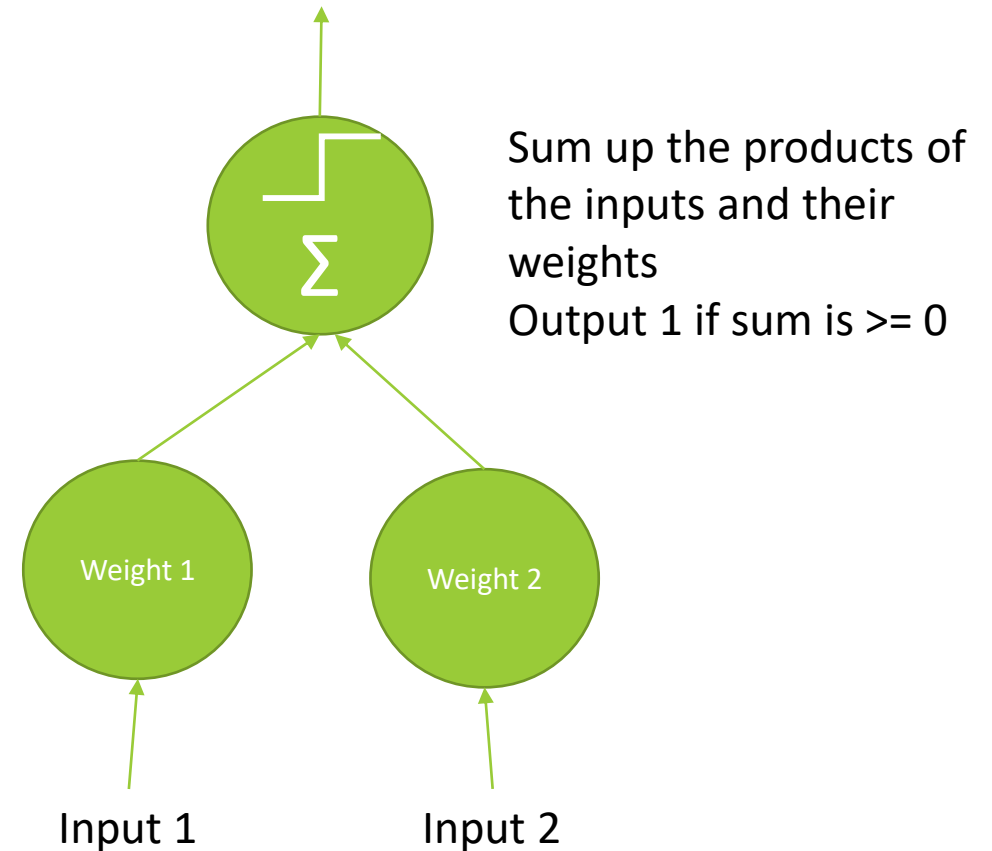 Sum up the products of
the inputs and their
weights
Output 1 if sum is >= 0
Σ
Weight 1
Weight 2
Input 1
Input 2